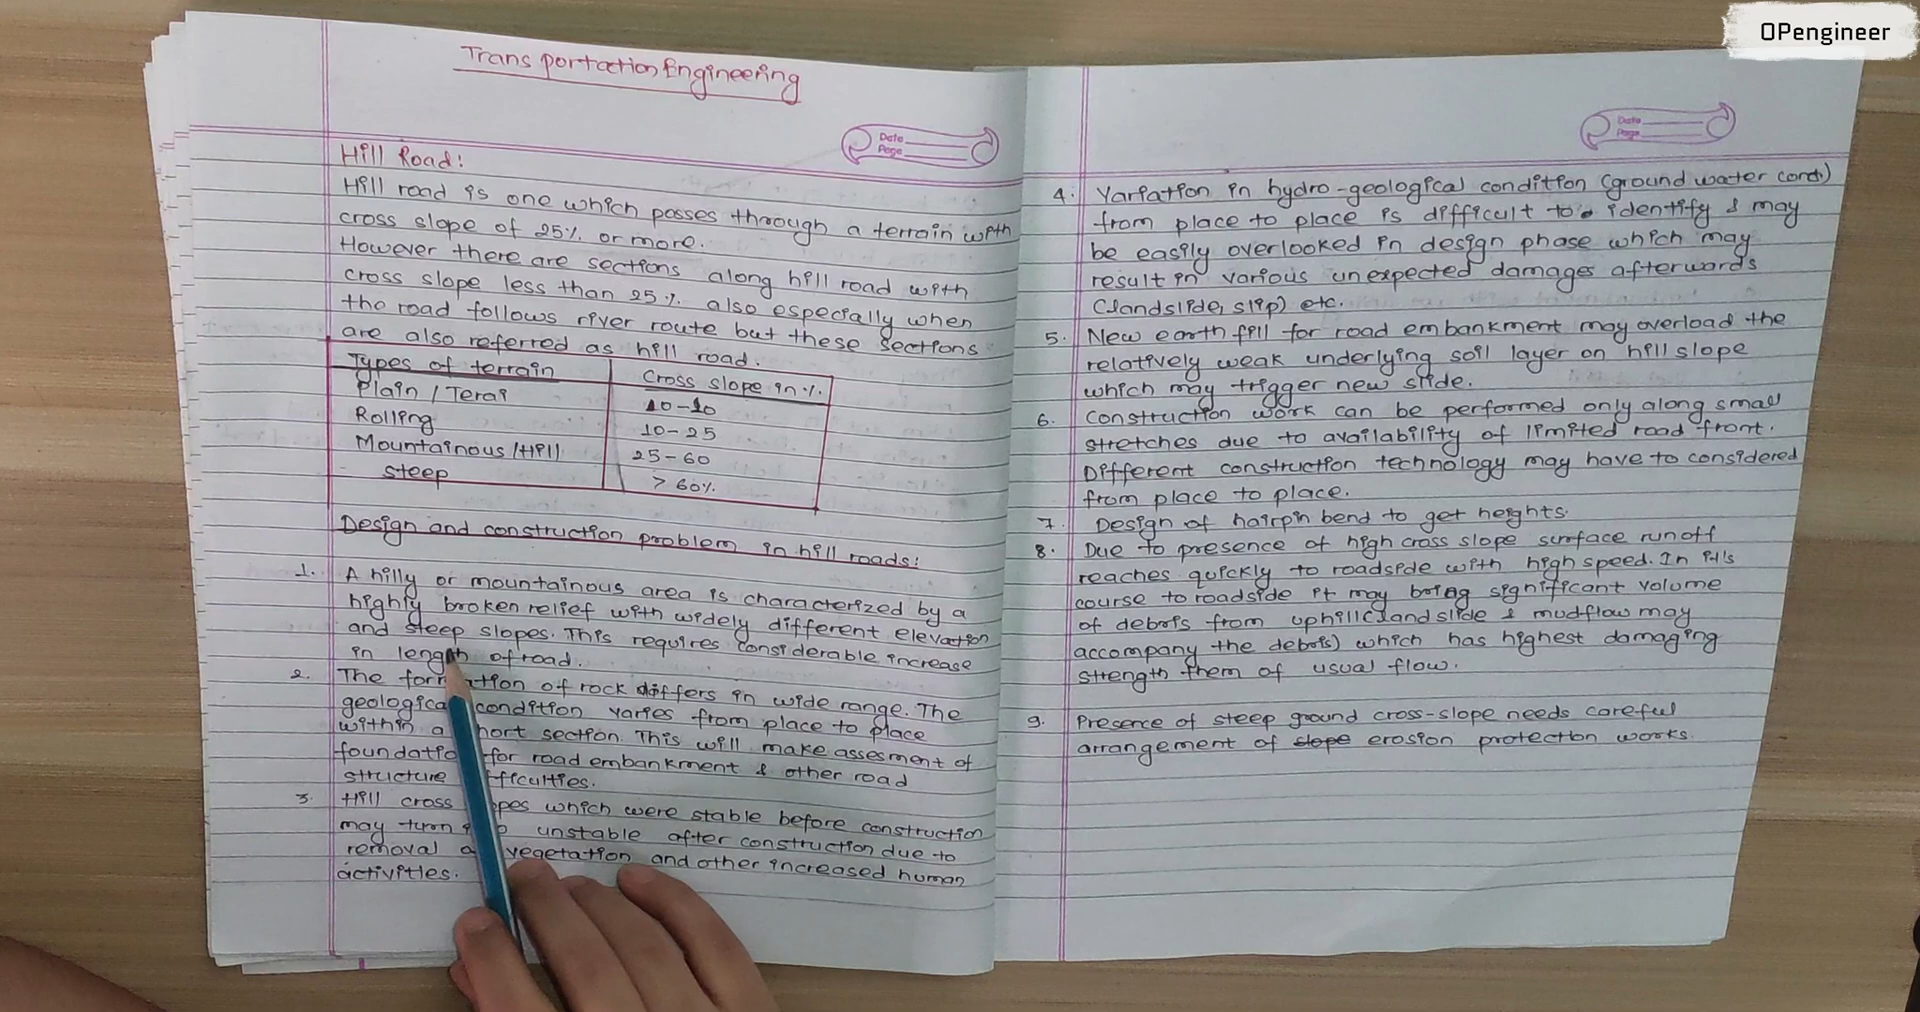 OPengineer
Transportation Engineering
Date
Page
Hill Road:
Hill road is one which passes through a terrain with
cross slope of 25% or more.
However there are sections along hill road with
cross slope less than 25% also especially when
the road follows river route but these sections
are also referred as hill road.
Types of terrain Cross slope in %
Plain / Terai 10-10
Rolling 10-25
Mountainous / Hill 25-60
steep > 60%
Design and construction problem in hill roads:
1. A hilly or mountainous area is characterized by a
highly broken relief with widely different elevation
and steep slopes. This requires considerable increase
in length of road.
2. The for ation of rock differs in wide range. The
geologica condition varies from place to place
within a hort section. This will make assesment of
foundatio for road embankment & other road
structure fficulties.
3. Hill cross opes which were stable before construction
may turn unstable after construction due to
removal vegetation and other increased human
activities.
Date
Page
4. Variation in hydro-geological condition (ground water cond)
from place to place is difficult to identify & may
be easily overlooked in design phase which may
result in various unexpected damages afterwards
(landslide, slip) etc.
5. New earth fill for road embankment may overload the
relatively weak underlying soil layer on hill slope
which may trigger new slide.
6. Construction work can be performed only along small
stretches due to availability of limited road front.
Different construction technology may have to considered
from place to place.
7. Design of hairpin bend to get heights.
8. Due to presence of high cross slope surface runoff
reaches quickly to roadside with high speed. In it's
course to roadside it may bring significant volume
of debris from uphill (landslide & mudflow may
accompany the debris) which has highest damaging
strength them of usual flow.
9. Presence of steep ground cross-slope needs careful
arrangement of slope erosion protection works.